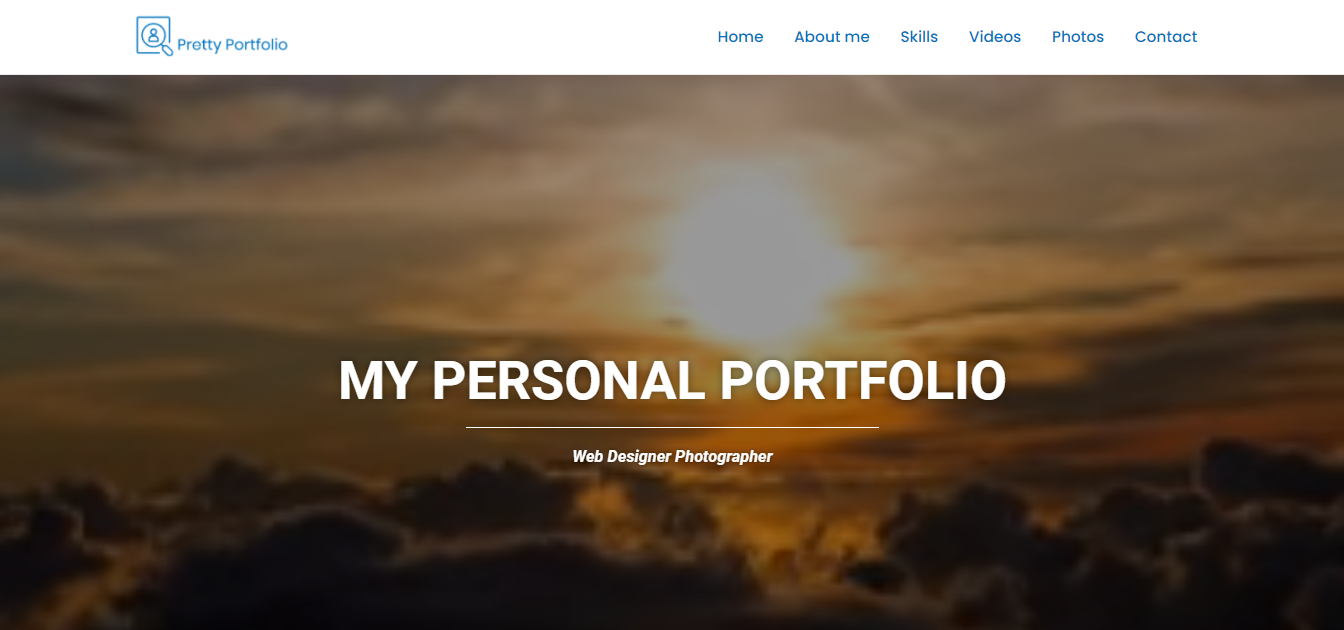 Pretty Portfolio
Home About me Skills Videos Photos Contact
MY PERSONAL PORTFOLIO
Web Designer Photographer